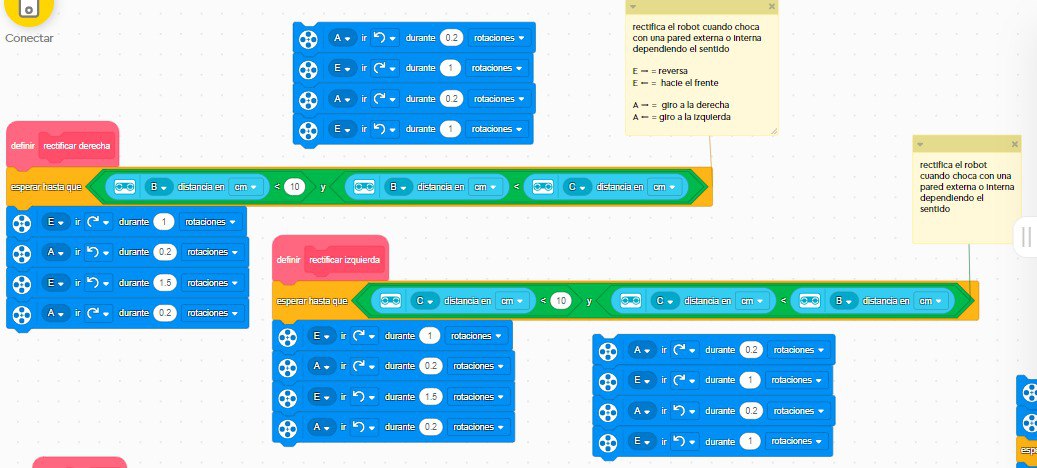 Conectar
A ir durante 0.2 rotaciones
E ir durante 1 rotaciones
A ir durante 0.2 rotaciones
E ir durante 1 rotaciones
rectifica el robot cuando choca
con una pared externa o interna
dependiendo el sentido
E → = reversa
E ← = hacie el frente
A → = giro a la derecha
A ← = giro a la izquierda
definir rectificar derecha
esperar hasta que B distancia en cm < 10 y B distancia en cm < C distancia en cm
E ir durante 1 rotaciones
A ir durante 0.2 rotaciones
E ir durante 1.5 rotaciones
A ir durante 0.2 rotaciones
rectifica el robot
cuando choca con una
pared externa o interna
dependiendo el
sentido
definir rectificar izquierda
esperar hasta que C distancia en cm < 10 y C distancia en cm < B distancia en cm
E ir durante 1 rotaciones
A ir durante 0.2 rotaciones
E ir durante 1.5 rotaciones
A ir durante 0.2 rotaciones
A ir durante 0.2 rotaciones
E ir durante 1 rotaciones
A ir durante 0.2 rotaciones
E ir durante 1 rotaciones